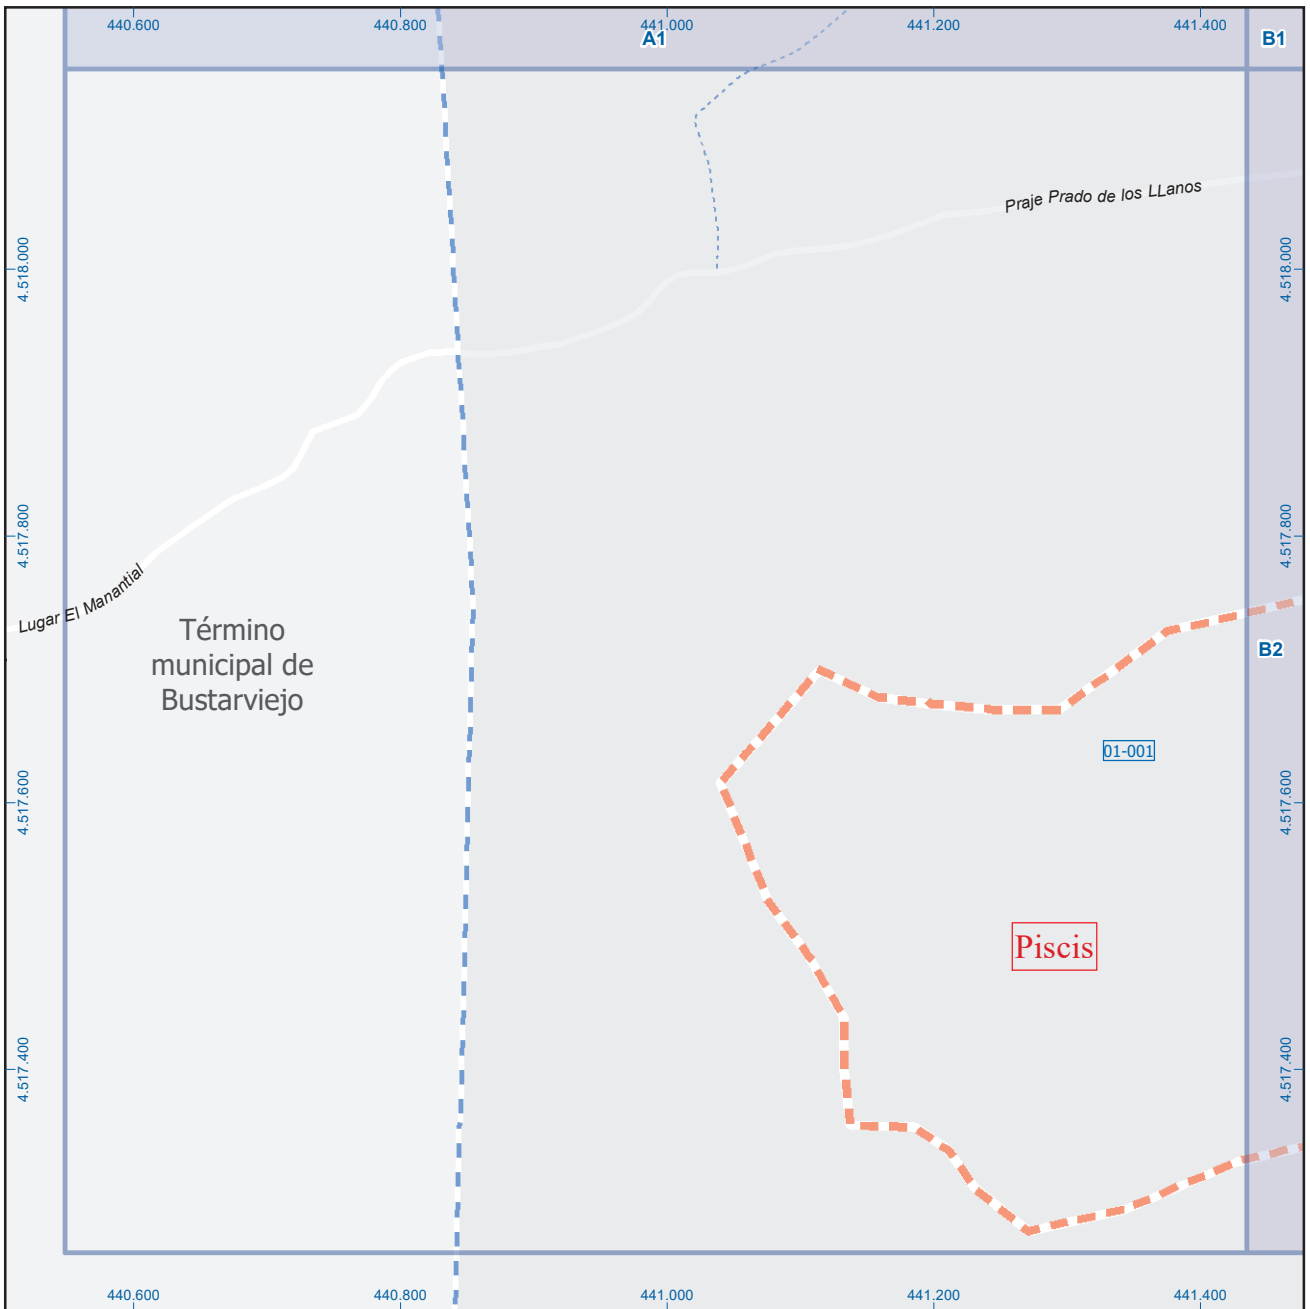 440.600
440.800
441.000
441.200
441.400
A1
B1
Praje Prado de los LLanos
4.518.000
4.518.000
4.517.800
4.517.800
Lugar El Manantial
Término
municipal de
Bustarviejo
B2
01-001
4.517.600
4.517.600
Piscis
4.517.400
4.517.400
440.600
440.800
441.000
441.200
441.400